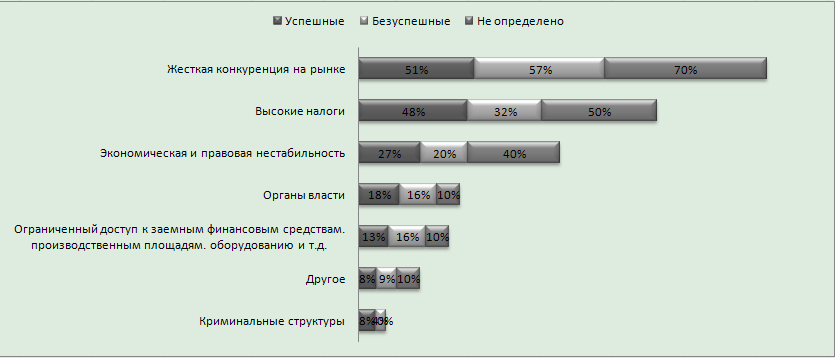 Успешные Безуспешные Не определено
Жесткая конкуренция на рынке 51% 57% 70%
Высокие налоги 48% 32% 50%
Экономическая и правовая нестабильность 27% 20% 40%
Органы власти 18% 16% 10%
Ограниченный доступ к заемным финансовым средствам.
производственным площадям. оборудованию и т.д. 13% 16% 10%
Другое 8% 9% 10%
Криминальные структуры 8%